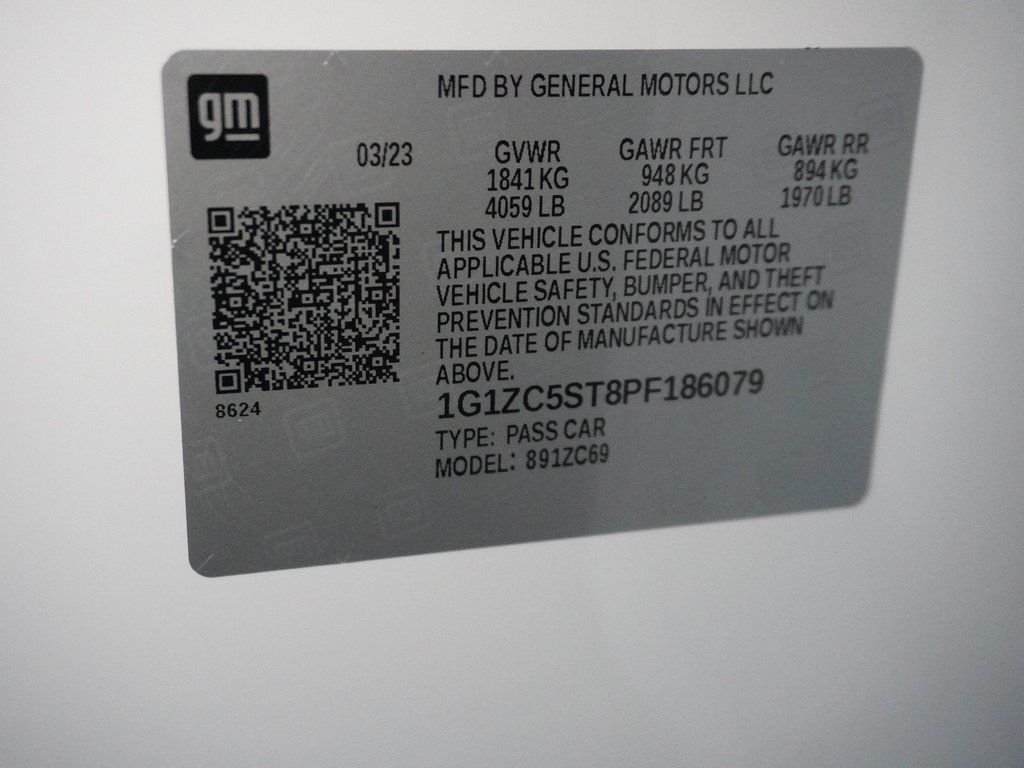 gm
MFD BY GENERAL MOTORS LLC
03/23 GVWR GAWR FRT GAWR RR
1841 KG 948 KG 894 KG
4059 LB 2089 LB 1970 LB
THIS VEHICLE CONFORMS TO ALL
APPLICABLE U.S. FEDERAL MOTOR
VEHICLE SAFETY, BUMPER, AND THEFT
PREVENTION STANDARDS IN EFFECT ON
THE DATE OF MANUFACTURE SHOWN
ABOVE.
8624
1G1ZC5ST8PF186079
TYPE: PASS CAR
MODEL: 891ZC69